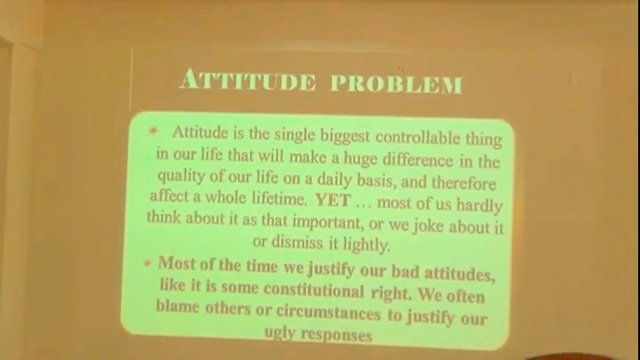 ATTITUDE PROBLEM
* Attitude is the single biggest controllable thing
in our life that will make a huge difference in the
quality of our life on a daily basis, and therefore
affect a whole lifetime. YET ... most of us hardly
think about it as that important, or we joke about it
or dismiss it lightly.
* Most of the time we justify our bad attitudes,
like it is some constitutional right. We often
blame others or circumstances to justify our
ugly responses